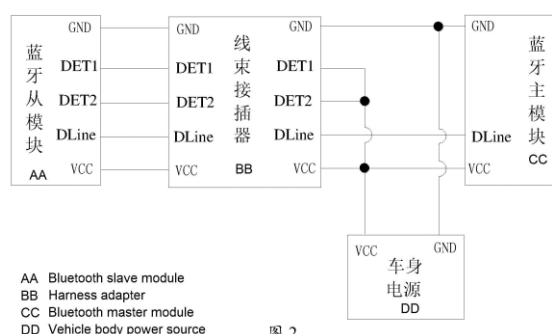 GND
DET1
DET2
DLine
VCC
蓝牙从模块
AA
GND
DET1
DET2
DLine
VCC
线束接插器
BB
GND
DET1
DET2
DLine
VCC
GND
DLine
VCC
蓝牙主模块
CC
VCC
GND
车身
电源
DD
AA Bluetooth slave module
BB Harness adapter
CC Bluetooth master module
DD Vehicle body power source
图 2